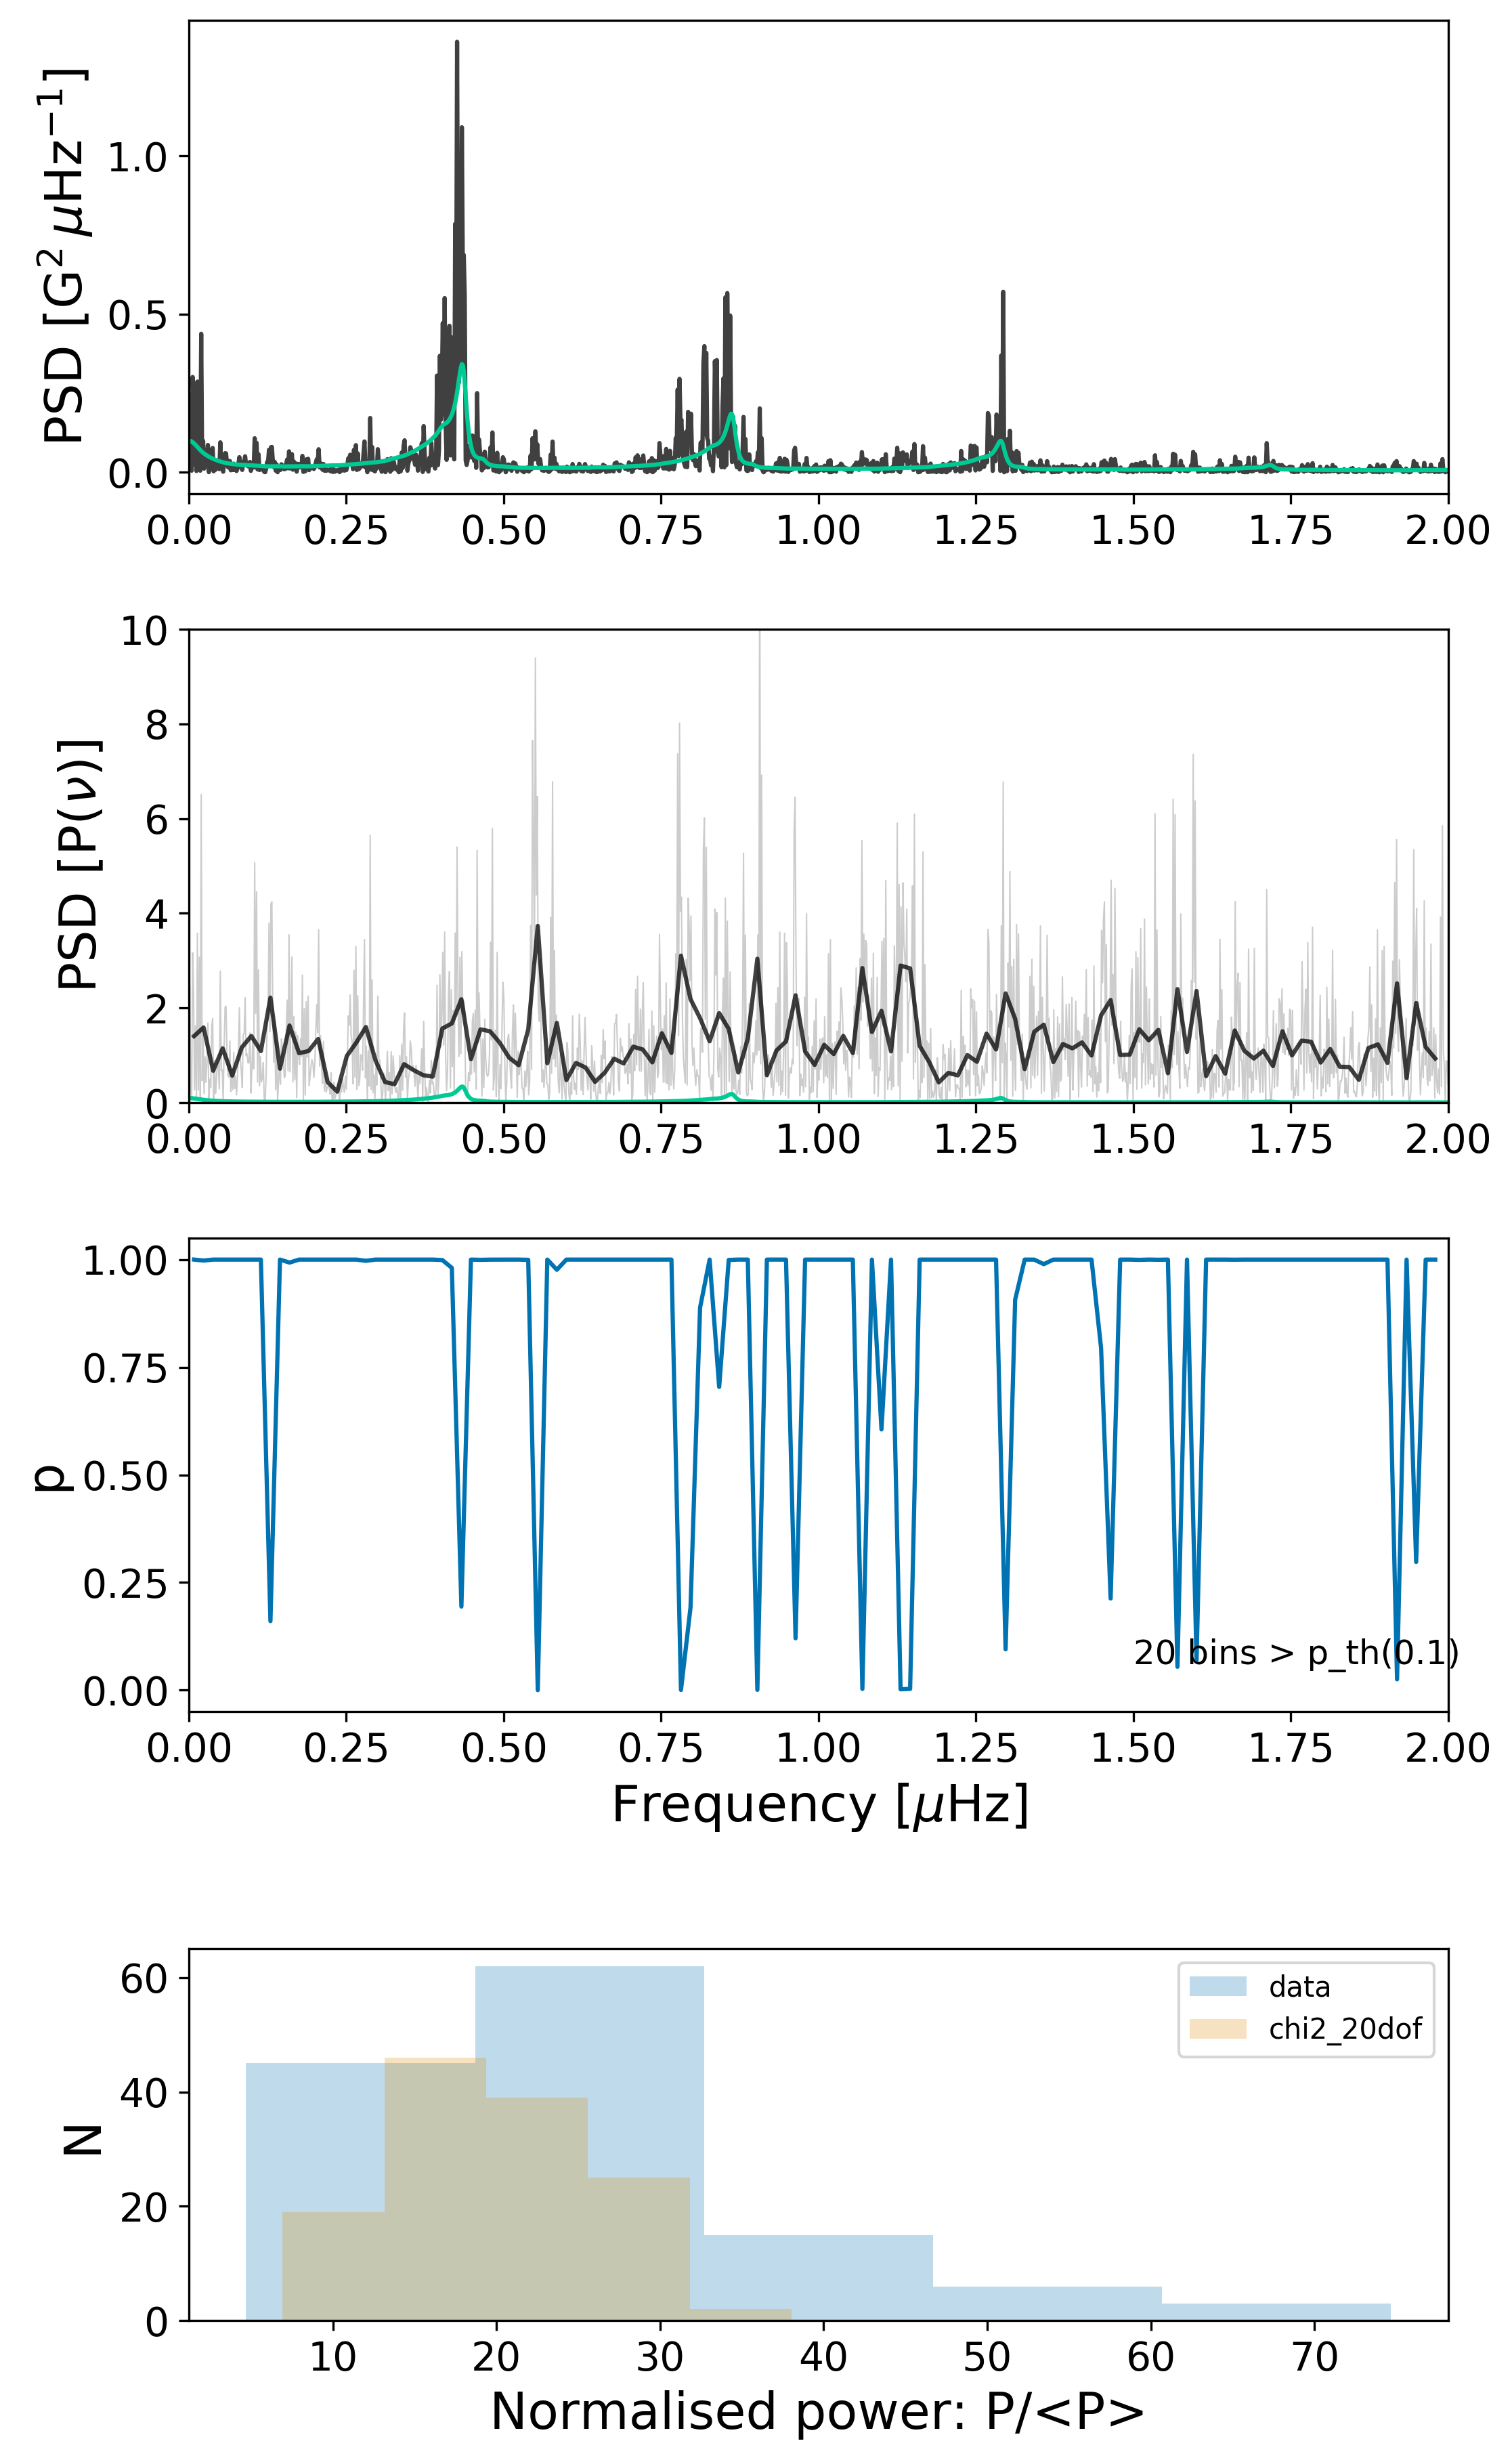 PSD [G² μHz⁻¹]
1.0
0.5
0.0
0.00 0.25 0.50 0.75 1.00 1.25 1.50 1.75 2.00
PSD [P(ν)]
10
8
6
4
2
0
0.00 0.25 0.50 0.75 1.00 1.25 1.50 1.75 2.00
p
1.00
0.75
0.50
0.25
0.00
20 bins > p_th(0.1)
0.00 0.25 0.50 0.75 1.00 1.25 1.50 1.75 2.00
Frequency [μHz]
N
60
40
20
0
data
chi2_20dof
10 20 30 40 50 60 70
Normalised power: P/<P>